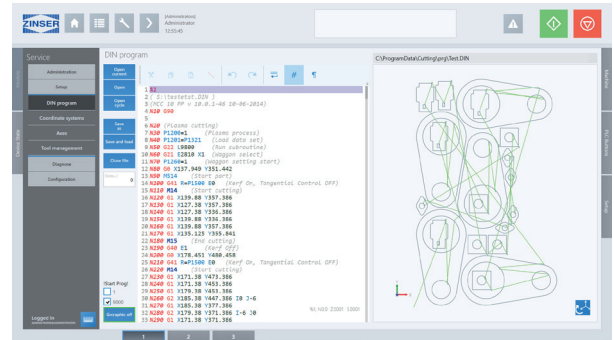 ZINSER
(Administration)
Administrator
12:55:45
Service
Administration
Setup
DIN program
Coordinate systems
Axes
Tool management
Diagnose
Configuration
Logged in
DIN program
Open current
Open
Open cycle
Save as
Save and load
Close file
0
!Start Prog!
I
9000
Geographic off
C:\ProgramData\Cutting\prg\Test.DIN
1 %2
2 ( S:\testetst.DIN )
3 (MCC 10 PP v 10.0.1-46 10-06-2014)
4 N10 G90
5
6 N20 (Plasma cutting)
7 N30 P1200=1 (Plasma process)
8 N40 P1201=P1321 (Load data set)
9 N50 G22 L9800 (Run subroutine)
10 N60 G21 E2810 X1 (Waggon select)
11 N70 P1260=1 (Waggon setting start)
12 N80 G0 X137.949 Y351.442
13 N90 M514 (Start part)
14 N100 G41 R=P1500 E0 (Kerf On, Tangential Control OFF)
15 N110 M14 (Start cutting)
16 N120 G1 X139.88 Y357.386
17 N130 G1 X127.38 Y357.386
18 N140 G1 X127.38 Y336.386
19 N150 G1 X139.88 Y336.386
20 N160 G1 X139.88 Y357.386
21 N170 G1 X135.125 Y355.841
22 N180 M15 (End cutting)
23 N190 G40 E1 (Kerf Off)
24 N200 G0 X178.451 Y480.458
25 N210 G41 R=P1500 E0 (Kerf On, Tangential Control OFF)
26 N220 M14 (Start cutting)
27 N230 G1 X171.38 Y473.386
28 N240 G1 X171.38 Y453.386
29 N250 G1 X179.38 Y453.386
30 N260 G2 X185.38 Y447.386 I0 J-6
31 N270 G1 X185.38 Y377.386
32 N280 G2 X179.38 Y371.386 I-6 J0
33 N290 G1 X171.38 Y371.386
Machine
PLC Buttons
Setup
1
2
3